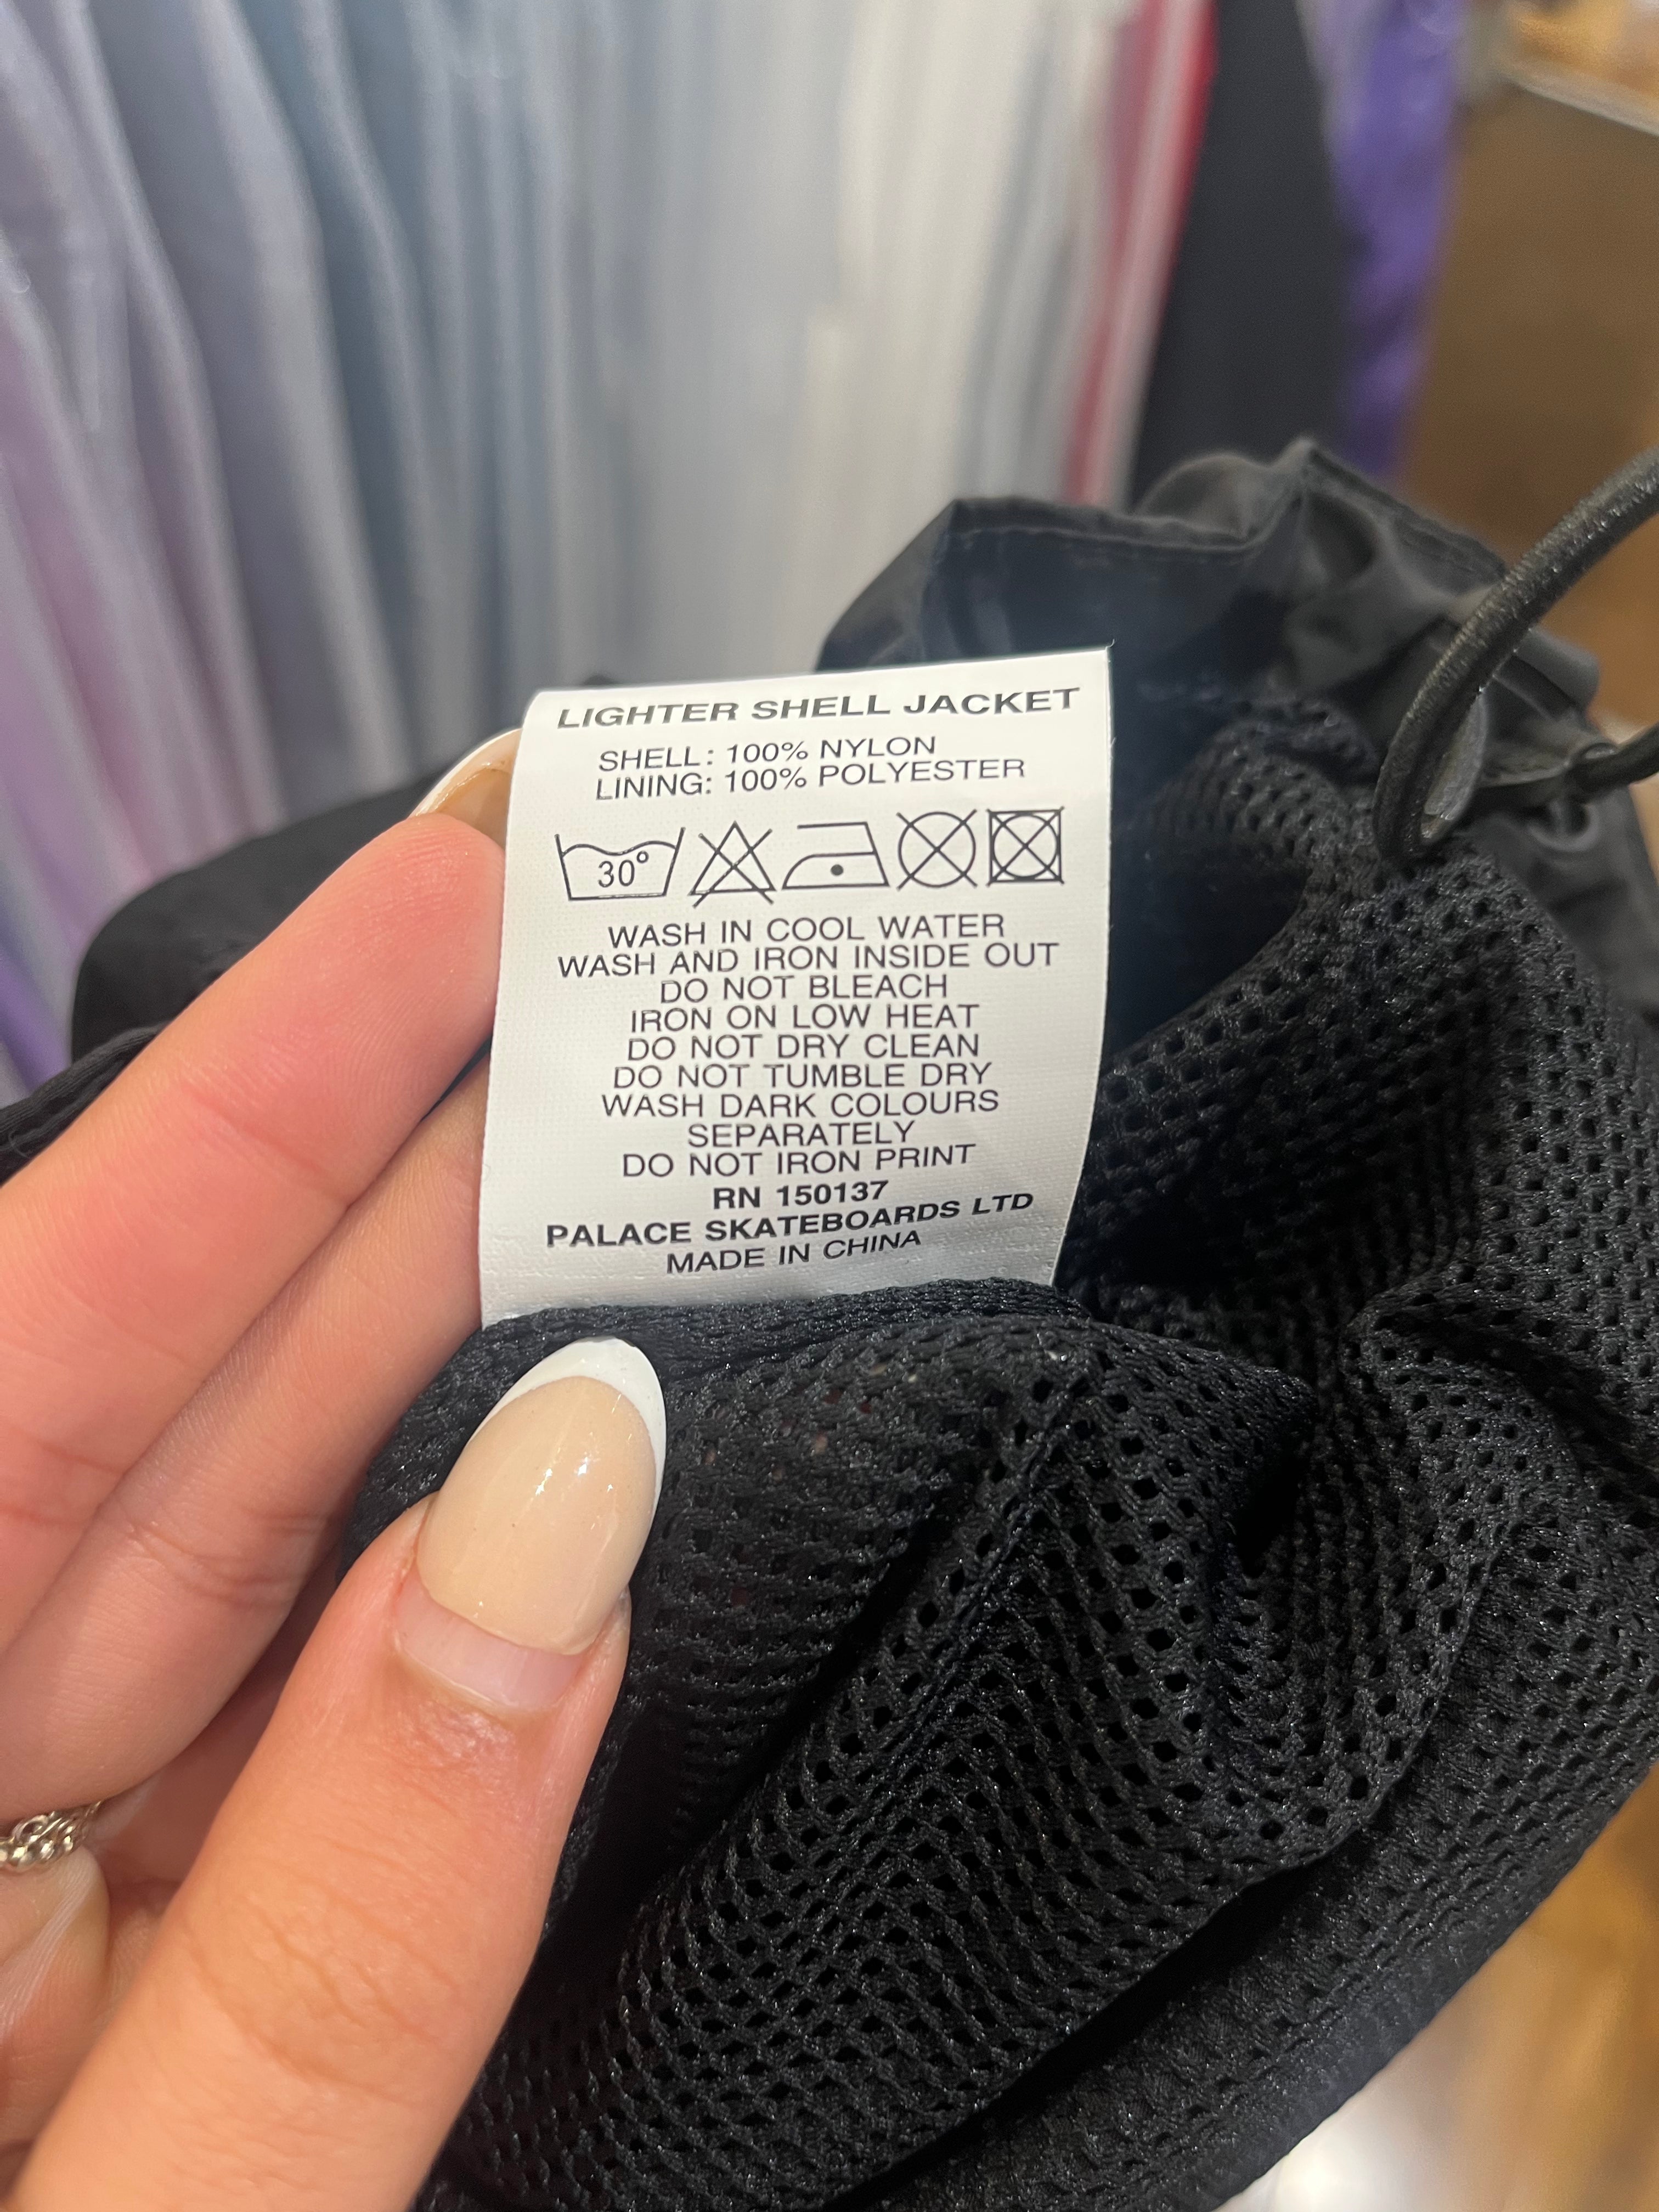 LIGHTER SHELL JACKET
SHELL: 100% NYLON
LINING: 100% POLYESTER
30°
WASH IN COOL WATER
WASH AND IRON INSIDE OUT
DO NOT BLEACH
IRON ON LOW HEAT
DO NOT DRY CLEAN
DO NOT TUMBLE DRY
WASH DARK COLOURS
SEPARATELY
DO NOT IRON PRINT
RN 150137
PALACE SKATEBOARDS LTD
MADE IN CHINA